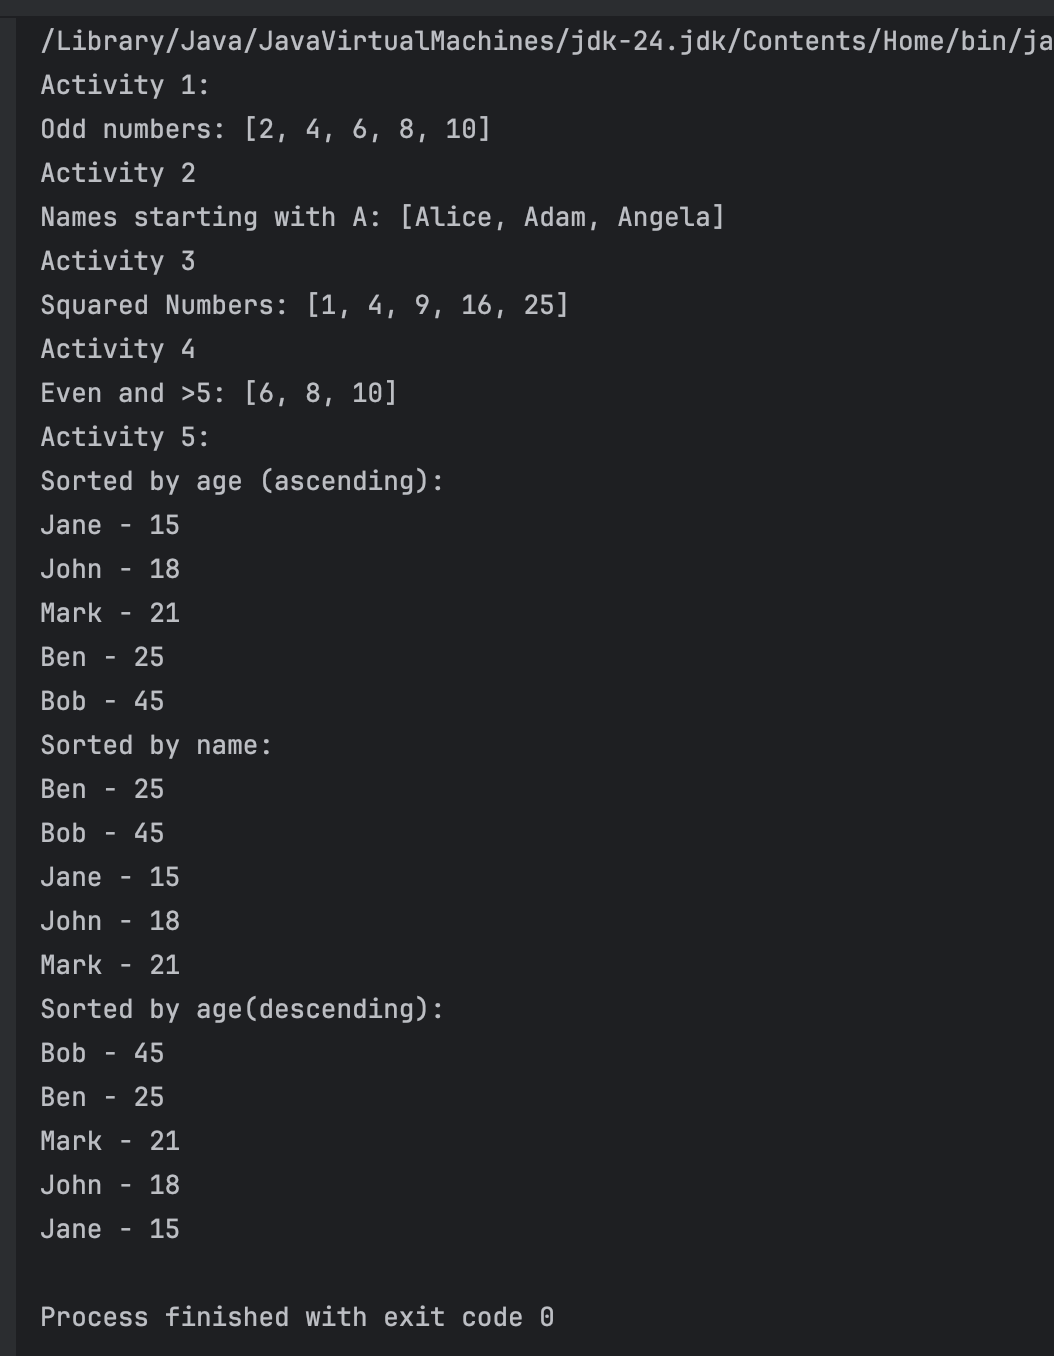 /Library/Java/JavaVirtualMachines/jdk-24.jdk/Contents/Home/bin/ja
Activity 1:
Odd numbers: [2, 4, 6, 8, 10]
Activity 2
Names starting with A: [Alice, Adam, Angela]
Activity 3
Squared Numbers: [1, 4, 9, 16, 25]
Activity 4
Even and >5: [6, 8, 10]
Activity 5:
Sorted by age (ascending):
Jane - 15
John - 18
Mark - 21
Ben - 25
Bob - 45
Sorted by name:
Ben - 25
Bob - 45
Jane - 15
John - 18
Mark - 21
Sorted by age(descending):
Bob - 45
Ben - 25
Mark - 21
John - 18
Jane - 15
Process finished with exit code 0